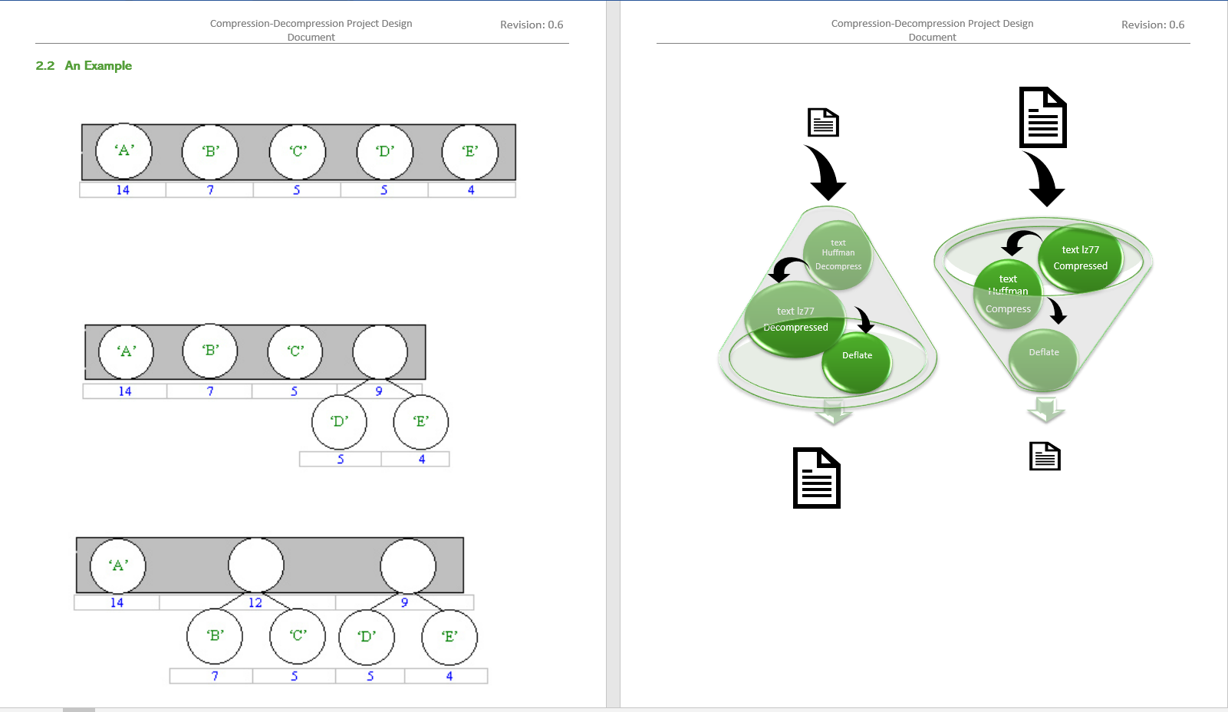 Compression-Decompression Project Design
Document
Revision: 0.6
2.2 An Example
‘A’ ‘B’ ‘C’ ‘D’ ‘E’
14 7 5 5 4
‘A’ ‘B’ ‘C’
14 7 5 9
‘D’ ‘E’
5 4
‘A’
14 12 9
‘B’ ‘C’ ‘D’ ‘E’
7 5 5 4
Compression-Decompression Project Design
Document
Revision: 0.6
text
Huffman
Decompress
text lz77
Decompressed
Deflate
text lz77
Compressed
text
Huffman
Compress
Deflate